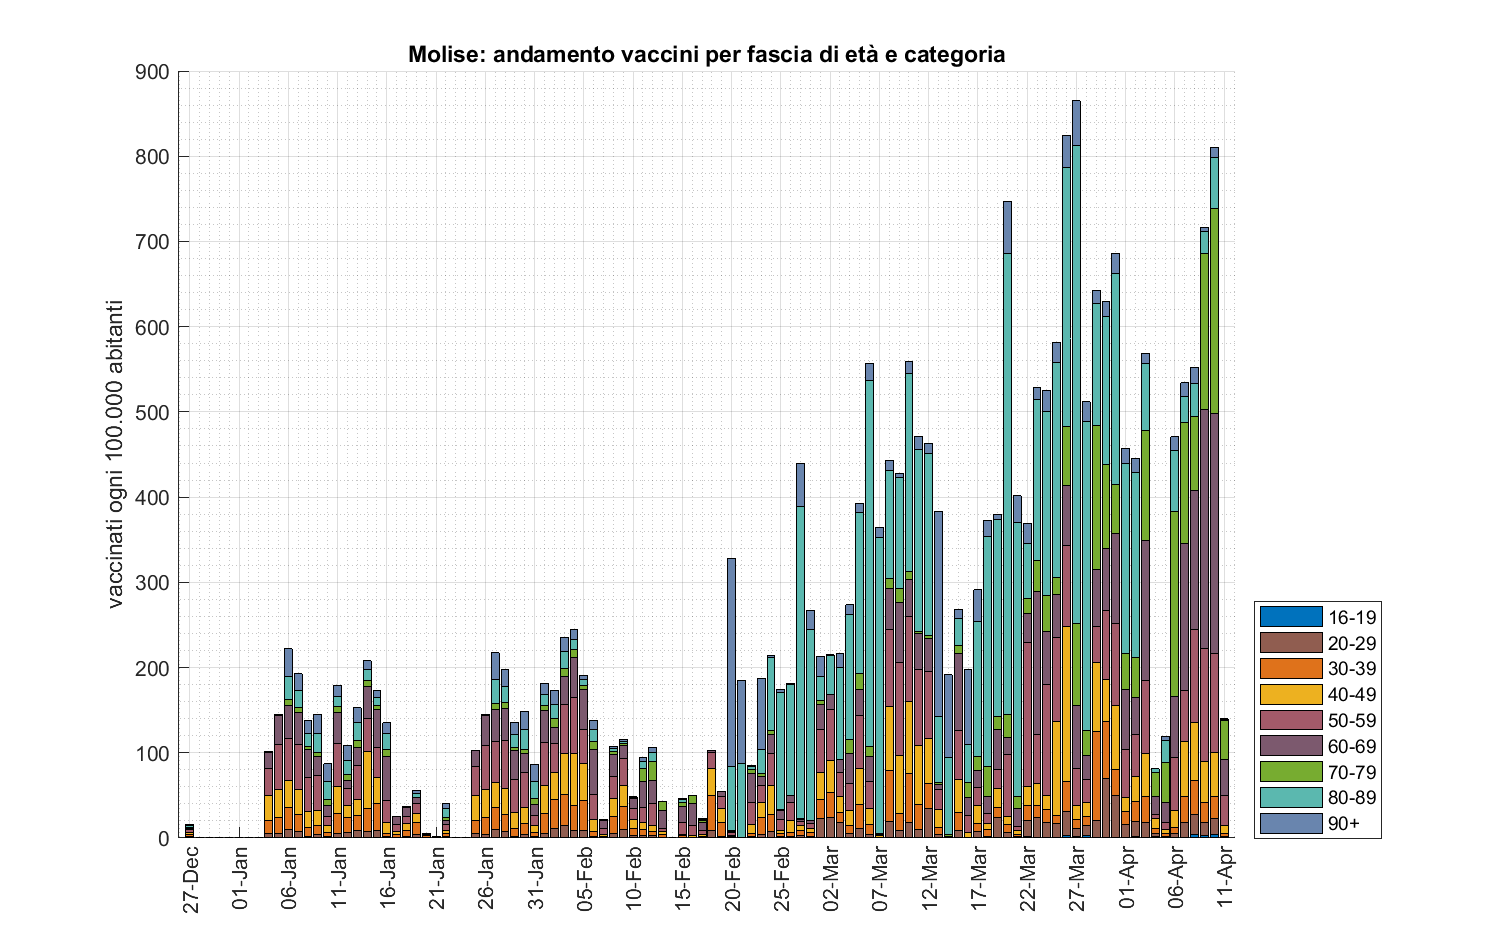 Molise: andamento vaccini per fascia di età e categoria
vaccinati ogni 100.000 abitanti
900
800
700
600
500
400
300
200
100
0
27-Dec
01-Jan
06-Jan
11-Jan
16-Jan
21-Jan
26-Jan
31-Jan
05-Feb
10-Feb
15-Feb
20-Feb
25-Feb
02-Mar
07-Mar
12-Mar
17-Mar
22-Mar
27-Mar
01-Apr
06-Apr
11-Apr
16-19
20-29
30-39
40-49
50-59
60-69
70-79
80-89
90+